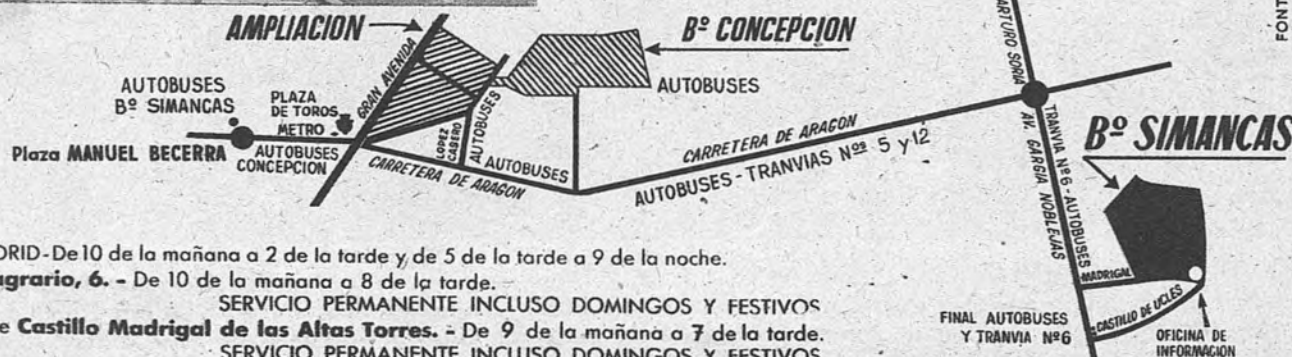 AMPLIACION
Bº CONCEPCION
AUTOBUSES
Bº SIMANCAS
PLAZA
DE TOROS
METRO
GRAN AVENIDA
Plaza MANUEL BECERRA
AUTOBUSES
CONCEPCION
LOPEZ
CASERO
AUTOBUSES
AUTOBUSES
AUTOBUSES
CARRETERA DE ARAGON
CARRETERA DE ARAGON
AUTOBUSES - TRANVIAS Nºs 5 y 12
ARTURO SORIA
FONT
TRANVIA Nº6 - AUTOBUSES
AV. GARGIA NOBLEJAS
Bº SIMANCAS
MADRIGAL
CASTILLO DE UCLES
FINAL AUTOBUSES
Y TRANVIA Nº6
OFICINA DE
INFORMACION
DRID-De 10 de la mañana a 2 de la tarde y de 5 de la tarde a 9 de la noche.
agrario, 6. - De 10 de la mañana a 8 de la tarde.
SERVICIO PERMANENTE INCLUSO DOMINGOS Y FESTIVOS
e Castillo Madrigal de las Altas Torres. - De 9 de la mañana a 7 de la tarde.
SERVICIO PERMANENTE INCLUSO DOMINGOS Y FESTIVOS